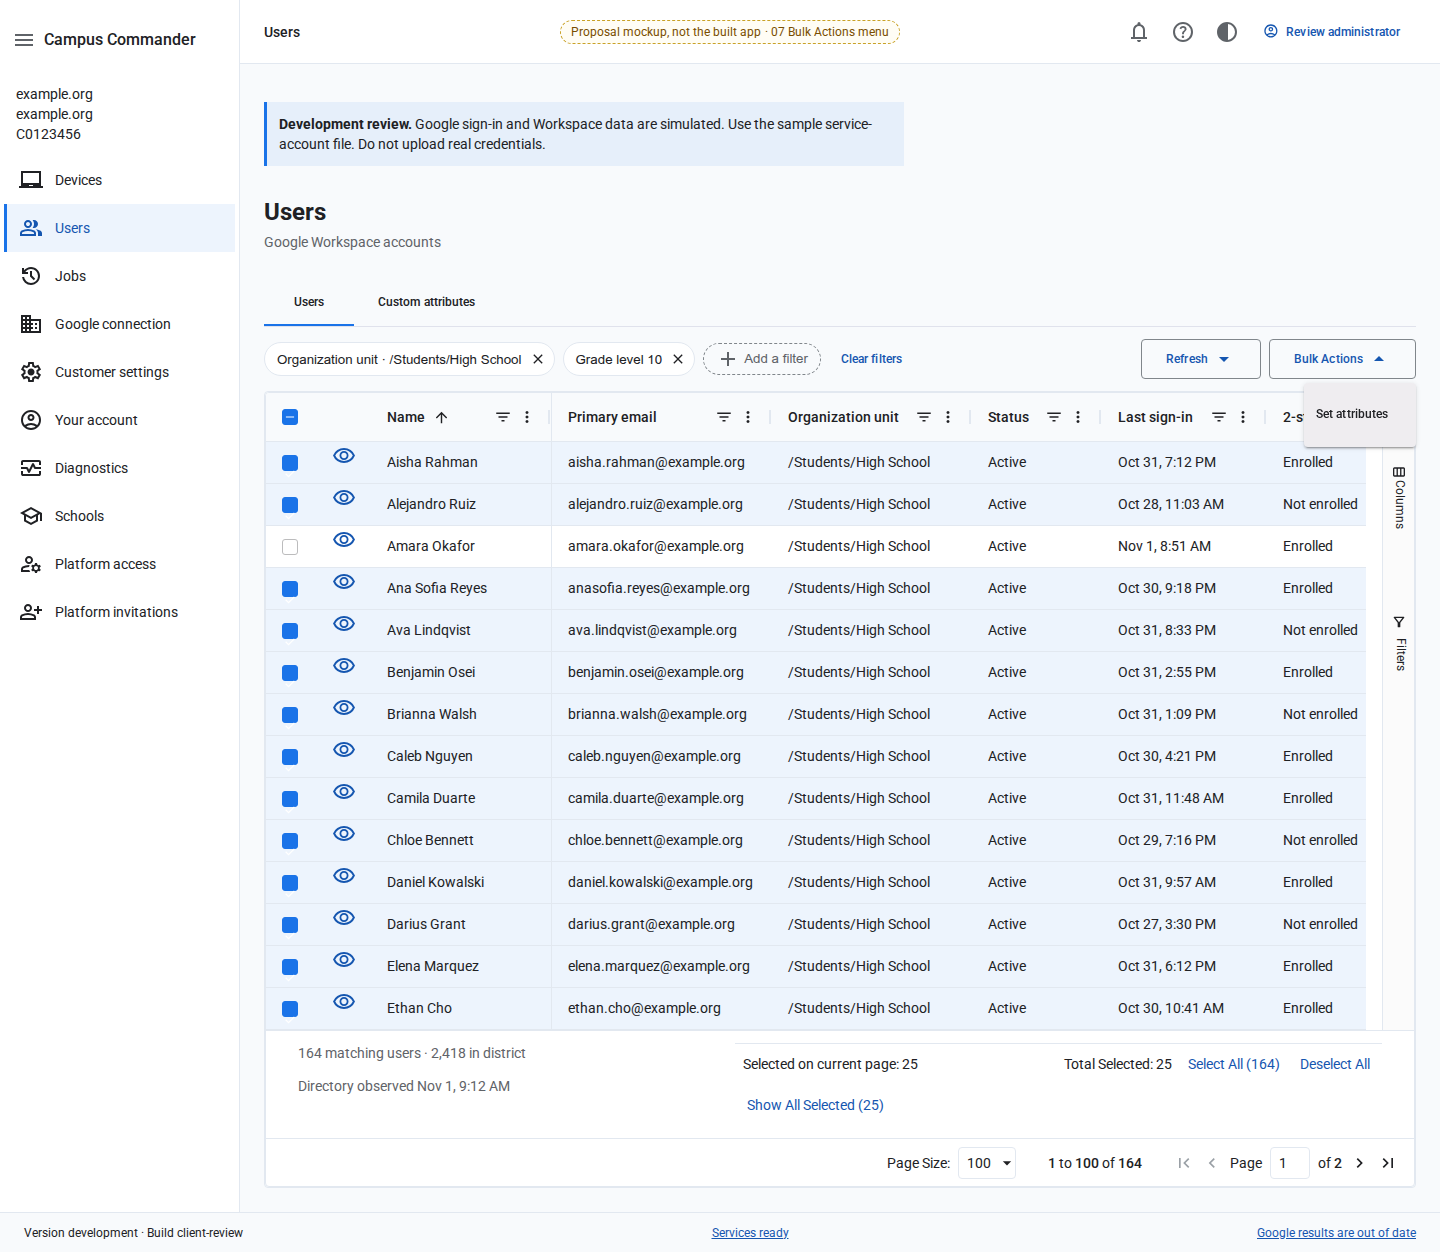 Campus Commander
Users
Proposal mockup, not the built app · 07 Bulk Actions menu
Review administrator
example.org
example.org
C0123456
Devices
Users
Jobs
Google connection
Customer settings
Your account
Diagnostics
Schools
Platform access
Platform invitations
Development review. Google sign-in and Workspace data are simulated. Use the sample service-
account file. Do not upload real credentials.
Users
Google Workspace accounts
Users Custom attributes
Organization unit · /Students/High School Grade level 10 Add a filter Clear filters Refresh Bulk Actions
Set attributes
Name Primary email Organization unit Status Last sign-in 2-s
Aisha Rahman aisha.rahman@example.org /Students/High School Active Oct 31, 7:12 PM Enrolled
Alejandro Ruiz alejandro.ruiz@example.org /Students/High School Active Oct 28, 11:03 AM Not enrolled
Amara Okafor amara.okafor@example.org /Students/High School Active Nov 1, 8:51 AM Enrolled
Ana Sofia Reyes anasofia.reyes@example.org /Students/High School Active Oct 30, 9:18 PM Enrolled
Ava Lindqvist ava.lindqvist@example.org /Students/High School Active Oct 31, 8:33 PM Not enrolled
Benjamin Osei benjamin.osei@example.org /Students/High School Active Oct 31, 2:55 PM Enrolled
Brianna Walsh brianna.walsh@example.org /Students/High School Active Oct 31, 1:09 PM Not enrolled
Caleb Nguyen caleb.nguyen@example.org /Students/High School Active Oct 30, 4:21 PM Enrolled
Camila Duarte camila.duarte@example.org /Students/High School Active Oct 31, 11:48 AM Enrolled
Chloe Bennett chloe.bennett@example.org /Students/High School Active Oct 29, 7:16 PM Not enrolled
Daniel Kowalski daniel.kowalski@example.org /Students/High School Active Oct 31, 9:57 AM Enrolled
Darius Grant darius.grant@example.org /Students/High School Active Oct 27, 3:30 PM Not enrolled
Elena Marquez elena.marquez@example.org /Students/High School Active Oct 31, 6:12 PM Enrolled
Ethan Cho ethan.cho@example.org /Students/High School Active Oct 30, 10:41 AM Enrolled
Columns
Filters
164 matching users · 2,418 in district
Directory observed Nov 1, 9:12 AM
Selected on current page: 25 Total Selected: 25 Select All (164) Deselect All
Show All Selected (25)
Page Size: 100 1 to 100 of 164 Page 1 of 2
Version development · Build client-review Services ready Google results are out of date